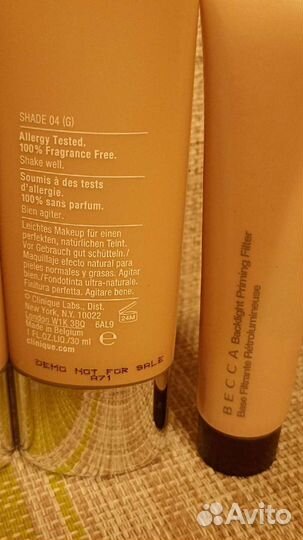 SHADE 04 (G)
Allergy Tested.
100% Fragrance Free.
Shake well.
Soumis à des tests
d'allergie.
100% sans parfum.
Bien agiter.
Leichtes Makeup für einen
perfekten, natürlichen Teint.
Vor Gebrauch gut schütteln./
Maquillaje efecto natural para
pieles normales y grasas. Agitar
bien./Fondotinta ultra-naturale.
Finitura perfetta. Agitare bene.
Clinique Labs., Dist.
New York, N.Y. 10022
London W1K 3BQ 6AL9
Made in Belgium
1 FL.OZ.LIQ./30 ml
clinique.com
24M
DEMO NOT FOR SALE
A71
BECCA Backlight Priming Filter
Base Filtrante Rétrolumineuse
Avito